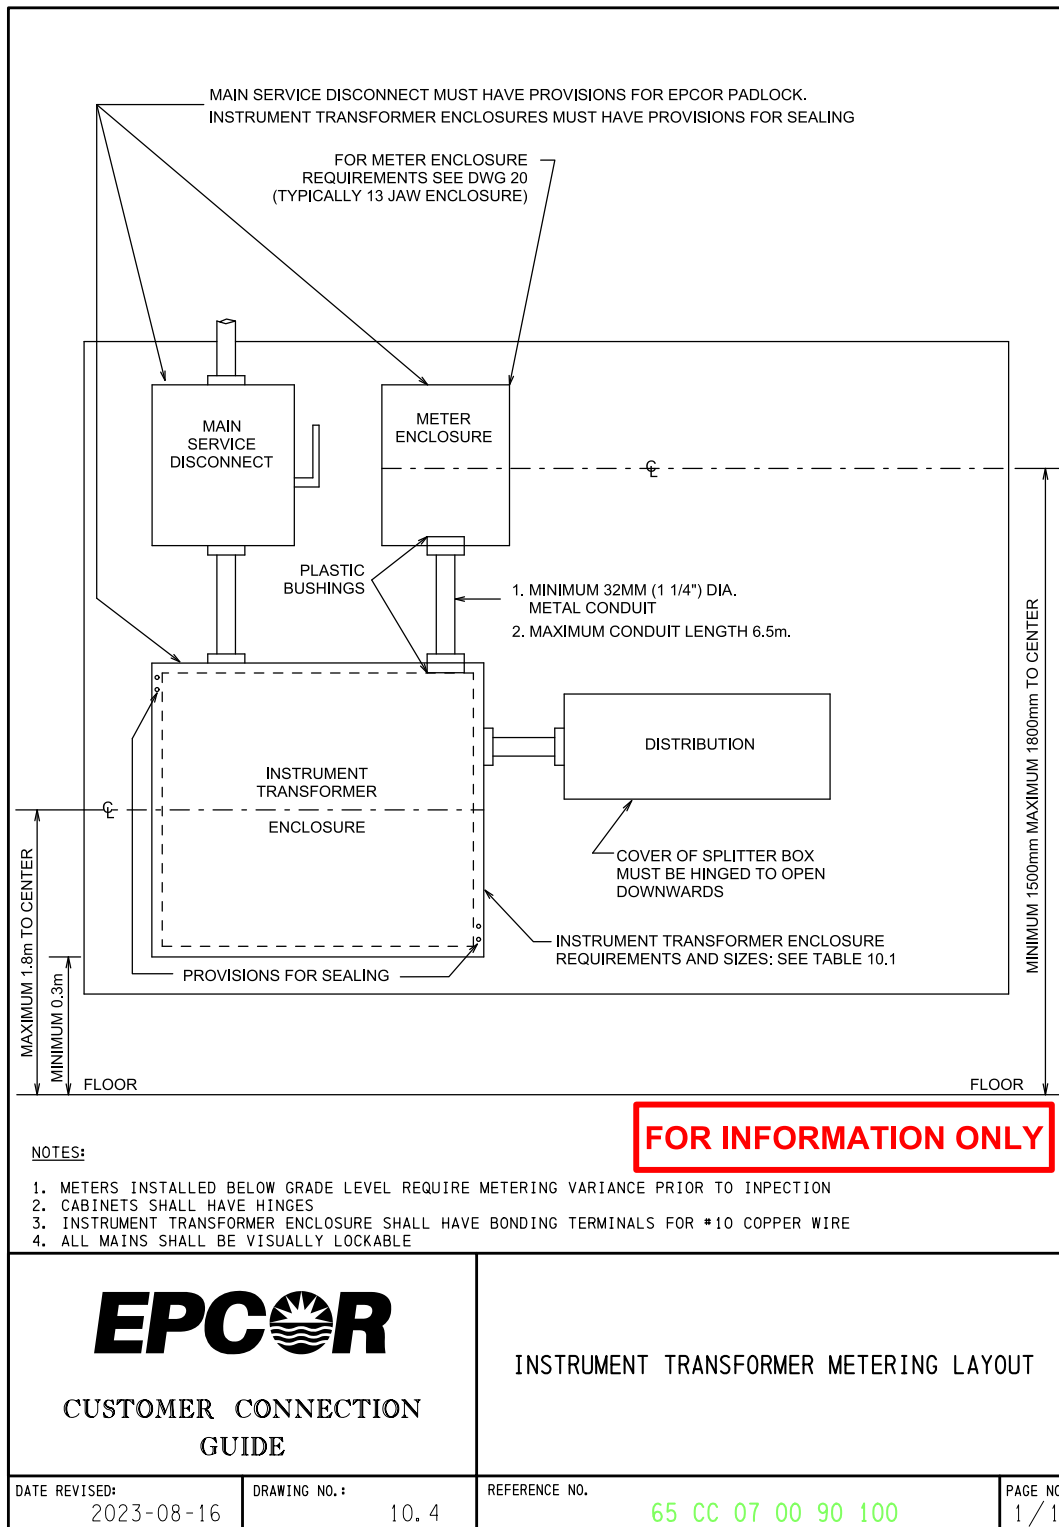 MAIN SERVICE DISCONNECT MUST HAVE PROVISIONS FOR EPCOR PADLOCK.
INSTRUMENT TRANSFORMER ENCLOSURES MUST HAVE PROVISIONS FOR SEALING
FOR METER ENCLOSURE
REQUIREMENTS SEE DWG 20
(TYPICALLY 13 JAW ENCLOSURE)
MAIN
SERVICE
DISCONNECT
METER
ENCLOSURE
℄
PLASTIC
BUSHINGS
1. MINIMUM 32MM (1 1/4") DIA.
METAL CONDUIT
2. MAXIMUM CONDUIT LENGTH 6.5m.
MINIMUM 1500mm MAXIMUM 1800mm TO CENTER
DISTRIBUTION
INSTRUMENT
TRANSFORMER
ENCLOSURE
℄
COVER OF SPLITTER BOX
MUST BE HINGED TO OPEN
DOWNWARDS
INSTRUMENT TRANSFORMER ENCLOSURE
REQUIREMENTS AND SIZES: SEE TABLE 10.1
PROVISIONS FOR SEALING
MAXIMUM 1.8m TO CENTER
MINIMUM 0.3m
FLOOR
FLOOR
FOR INFORMATION ONLY
NOTES:
1. METERS INSTALLED BELOW GRADE LEVEL REQUIRE METERING VARIANCE PRIOR TO INPECTION
2. CABINETS SHALL HAVE HINGES
3. INSTRUMENT TRANSFORMER ENCLOSURE SHALL HAVE BONDING TERMINALS FOR #10 COPPER WIRE
4. ALL MAINS SHALL BE VISUALLY LOCKABLE
EPCOR
CUSTOMER CONNECTION
GUIDE
INSTRUMENT TRANSFORMER METERING LAYOUT
DATE REVISED:
2023-08-16
DRAWING NO.:
10.4
REFERENCE NO.
65 CC 07 00 90 100
PAGE NO
1/1